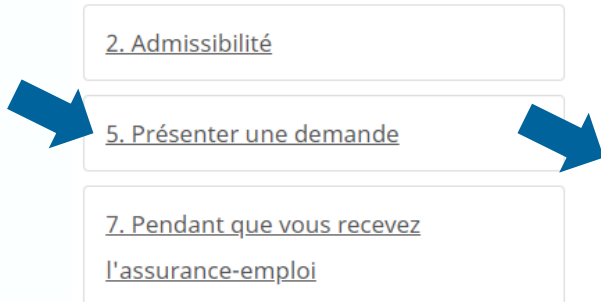 2. Admissibilité
5. Présenter une demande
7. Pendant que vous recevez
l'assurance-emploi